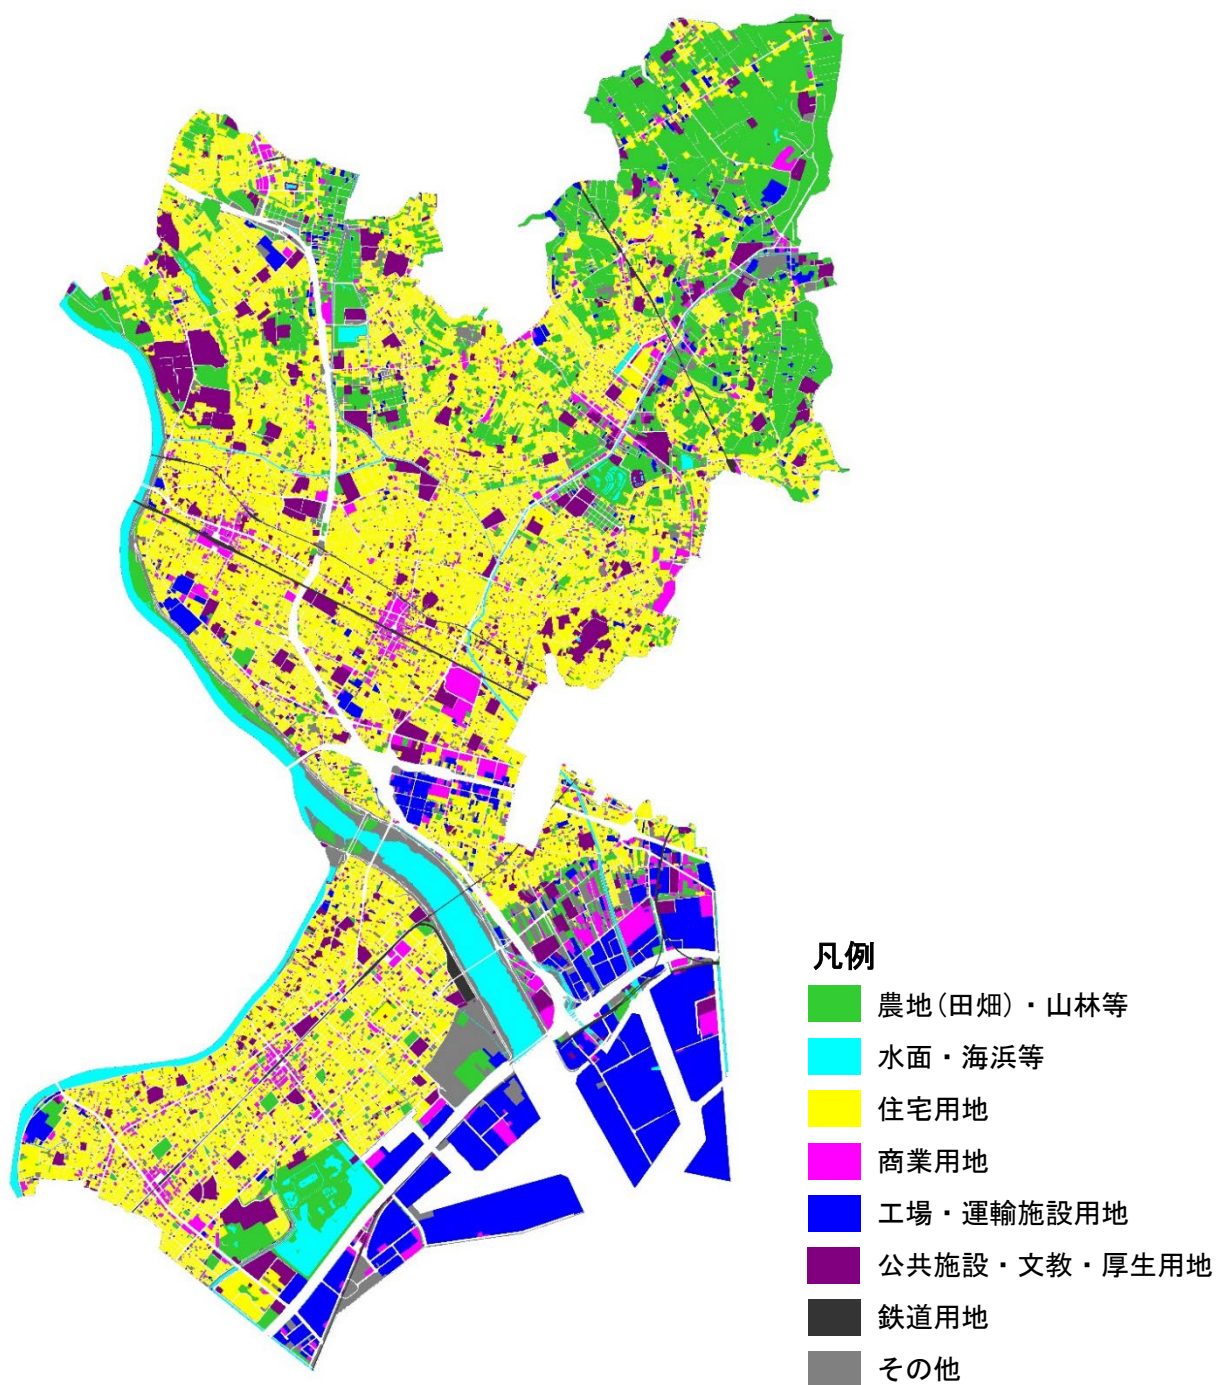 凡例
農地(田畑)・山林等
水面・海浜等
住宅用地
商業用地
工場・運輸施設用地
公共施設・文教・厚生用地
鉄道用地
その他